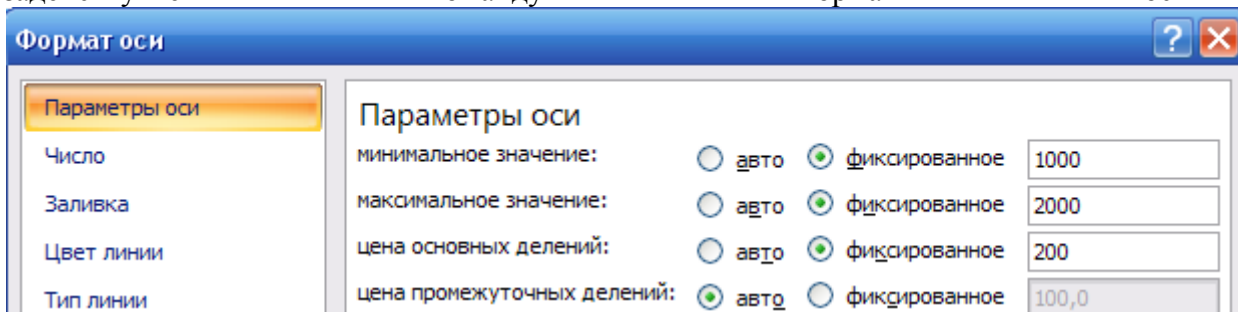 Формат оси
Параметры оси
Число
Заливка
Цвет линии
Тип линии
Параметры оси
минимальное значение: авто фиксированное 1000
максимальное значение: авто фиксированное 2000
цена основных делений: авто фиксированное 200
цена промежуточных делений: авто фиксированное 100,0